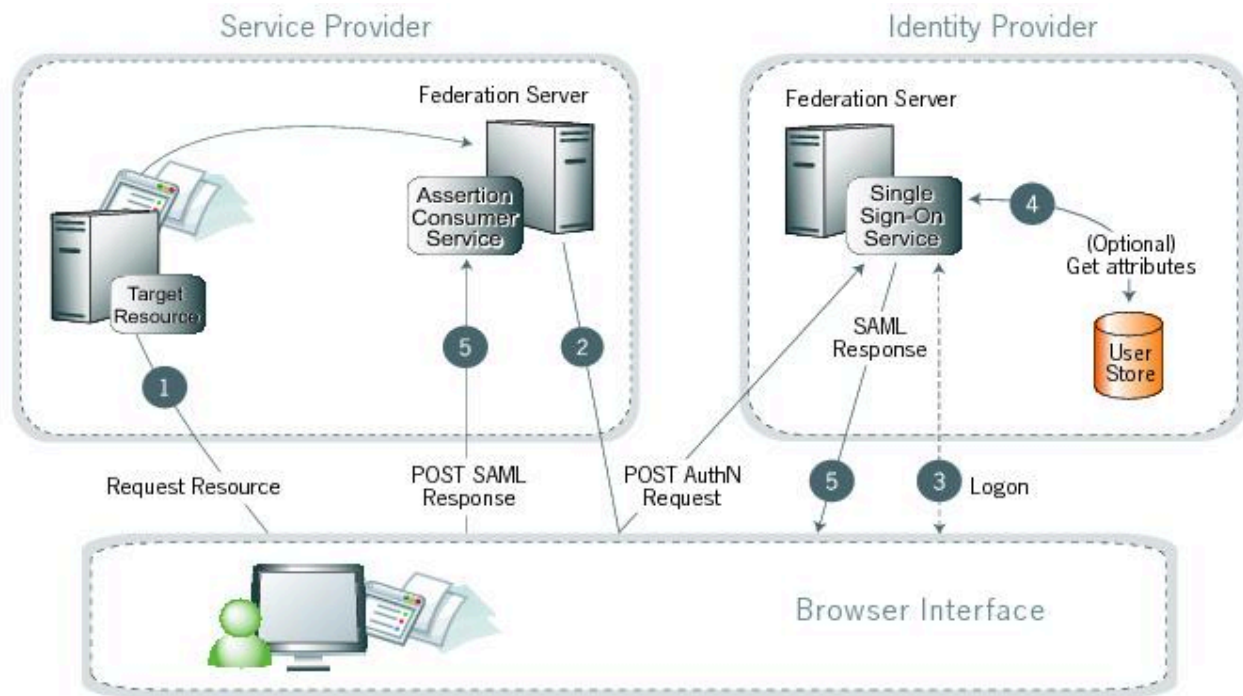 Service Provider
Identity Provider
Federation Server
Federation Server
Assertion
Consumer
Service
Single
Sign-On
Service
4
(Optional)
Get attributes
Target
Resource
1
5
2
SAML
Response
User
Store
Request Resource
POST SAML
Response
POST AuthN
Request
5
3
Logon
Browser Interface